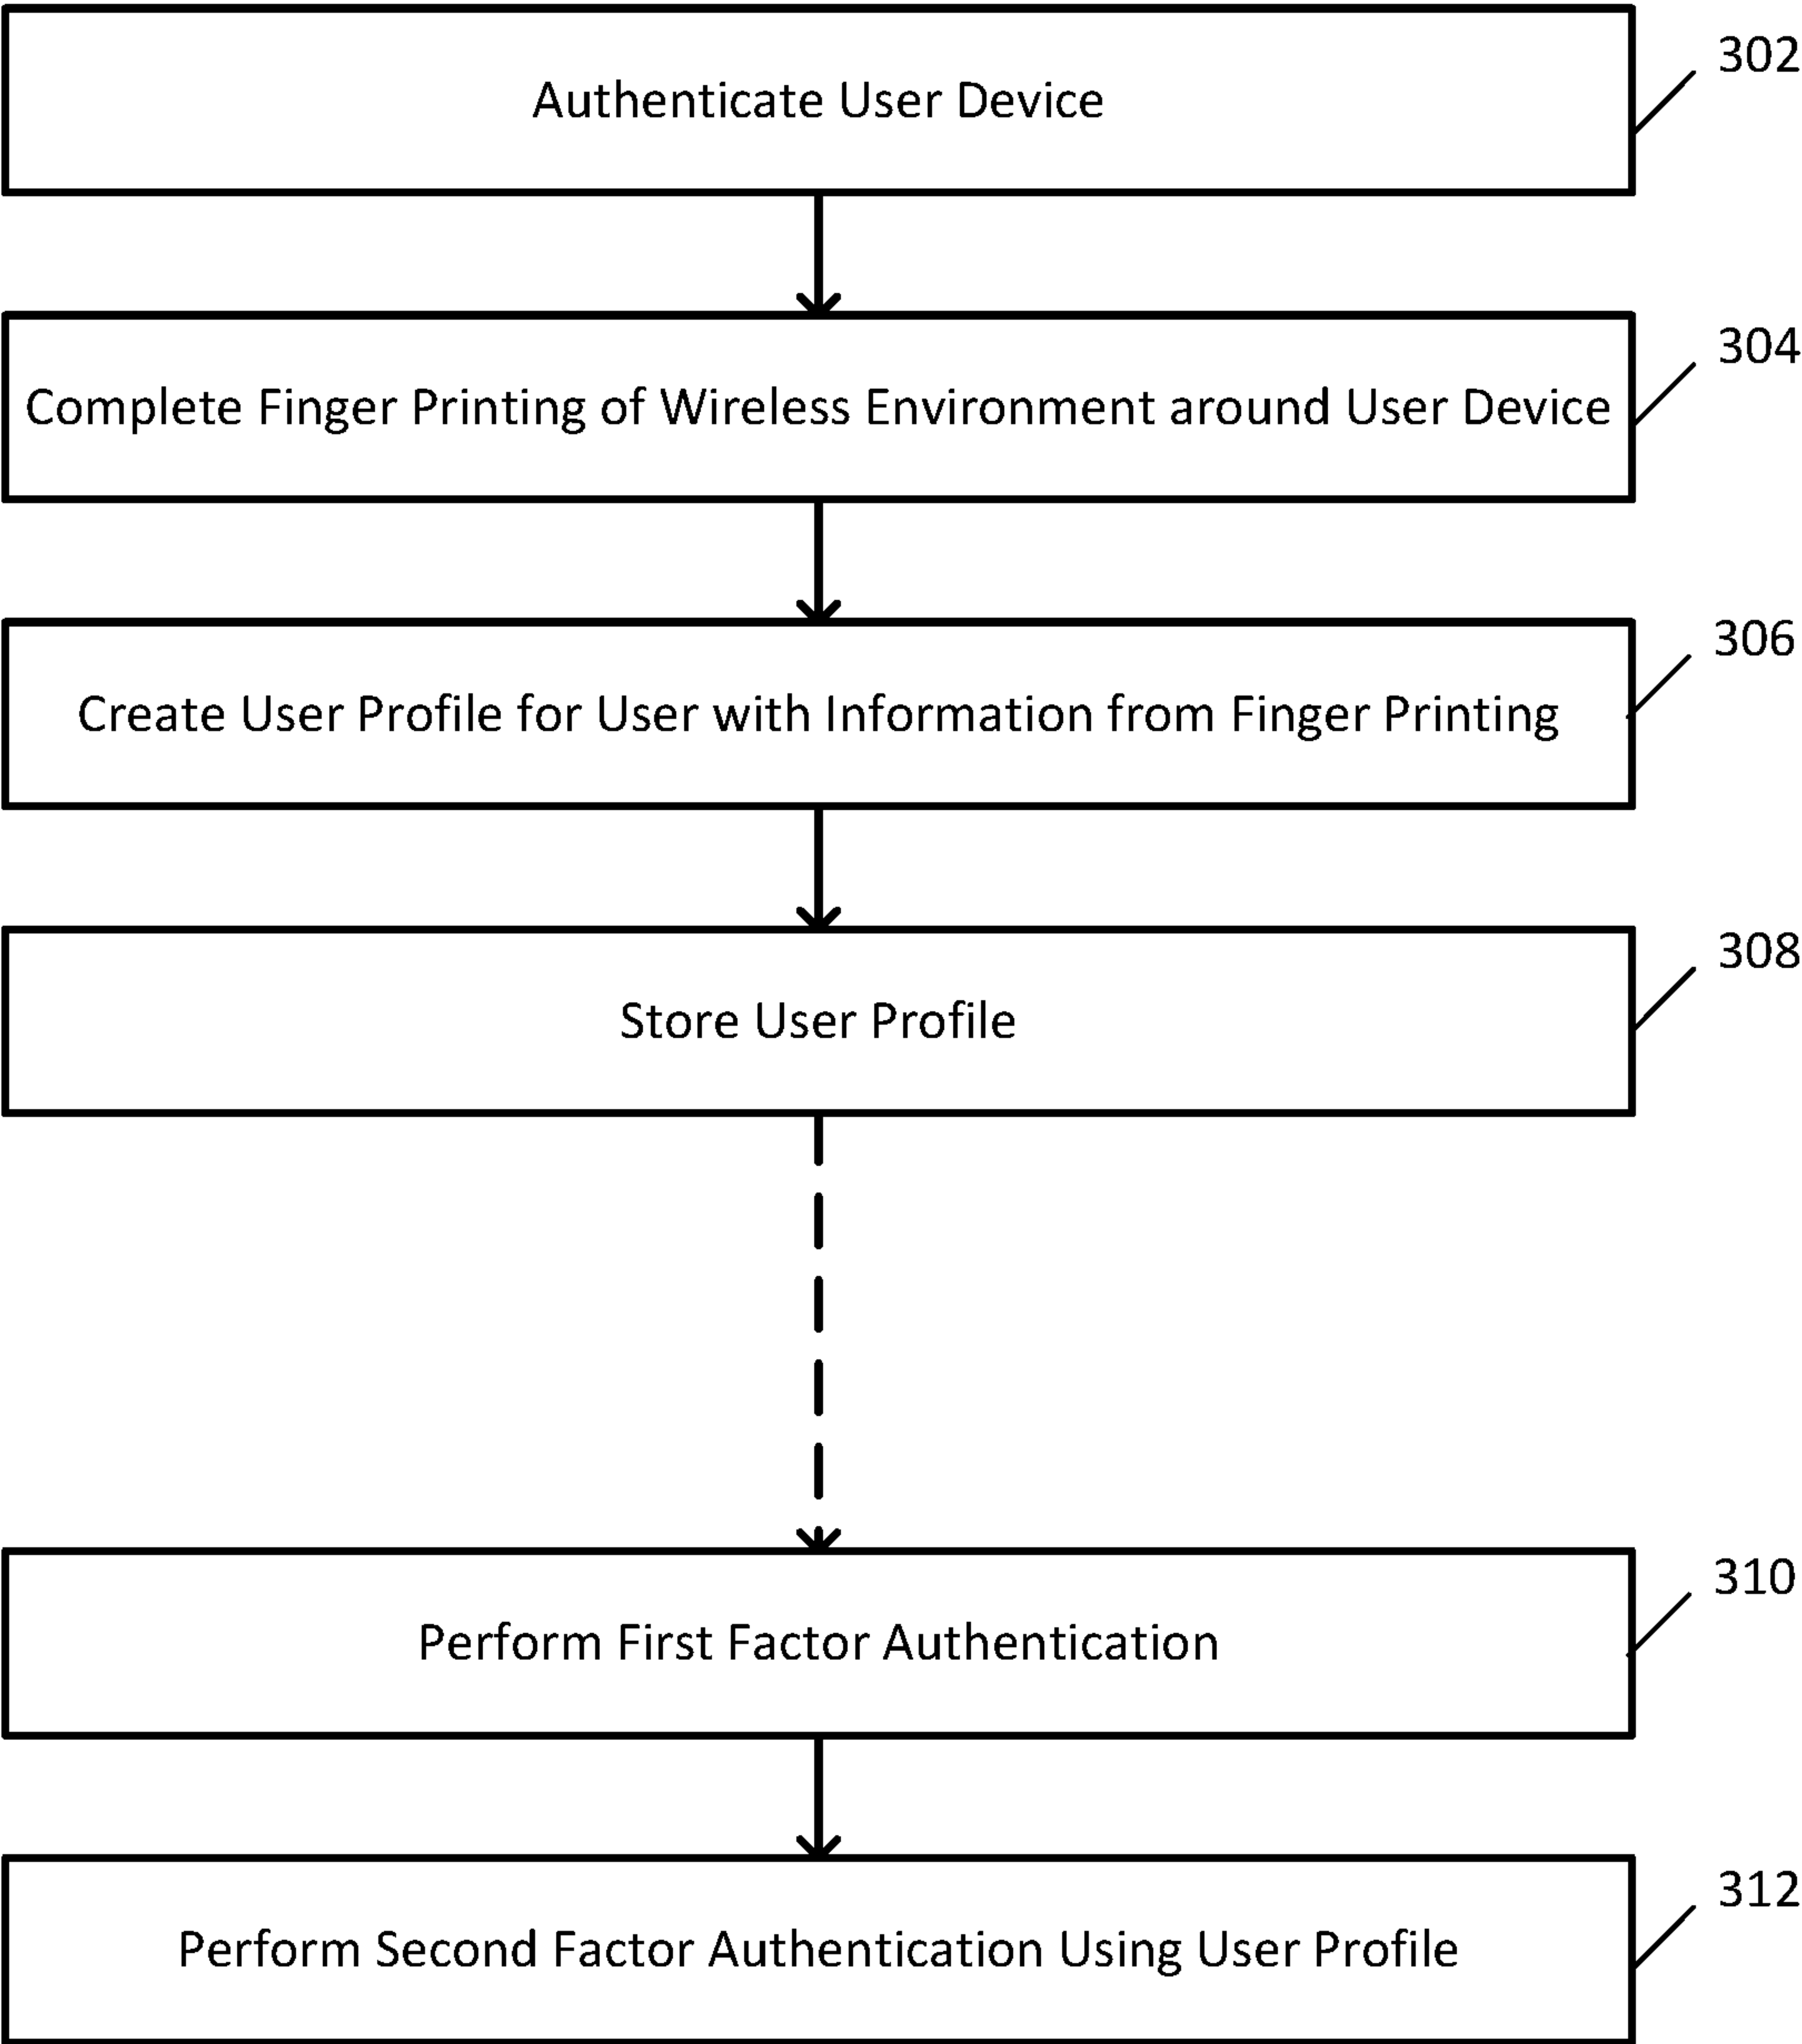 302
Authenticate User Device
304
Complete Finger Printing of Wireless Environment around User Device
306
Create User Profile for User with Information from Finger Printing
308
Store User Profile
310
Perform First Factor Authentication
312
Perform Second Factor Authentication Using User Profile